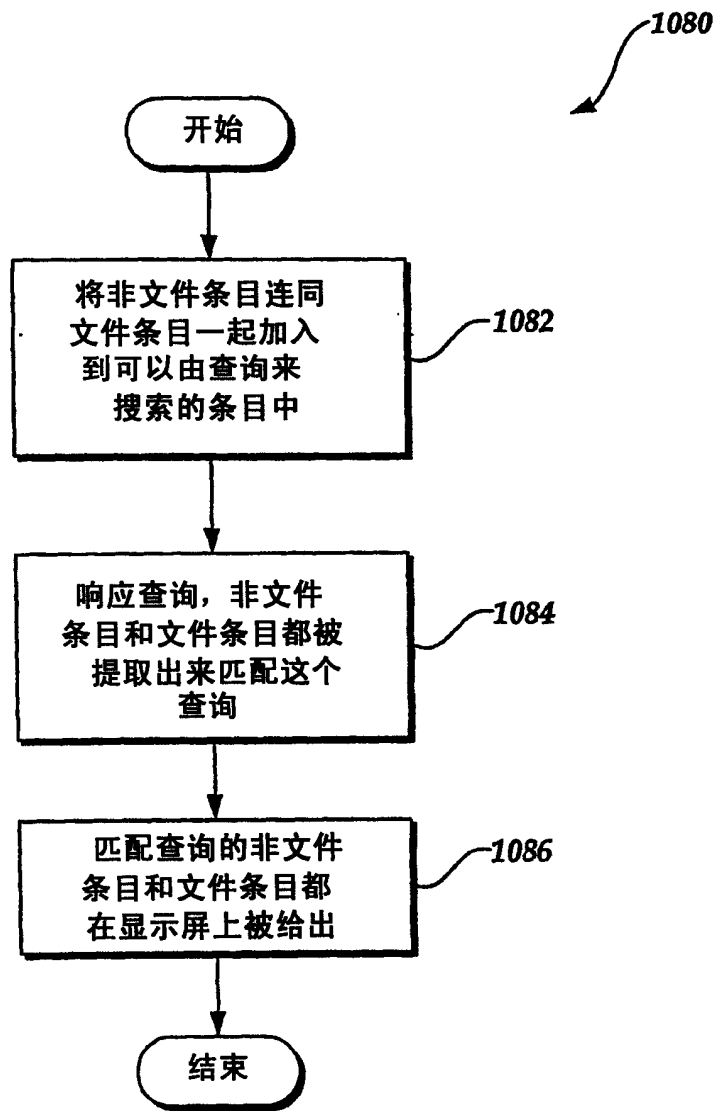 1080
开始
将非文件条目连同
文件条目一起加入
到可以由查询来
搜索的条目中
1082
响应查询，非文件
条目和文件条目都被
提取出来匹配这个
查询
1084
匹配查询的非文件
条目和文件条目都
在显示屏上被给出
1086
结束